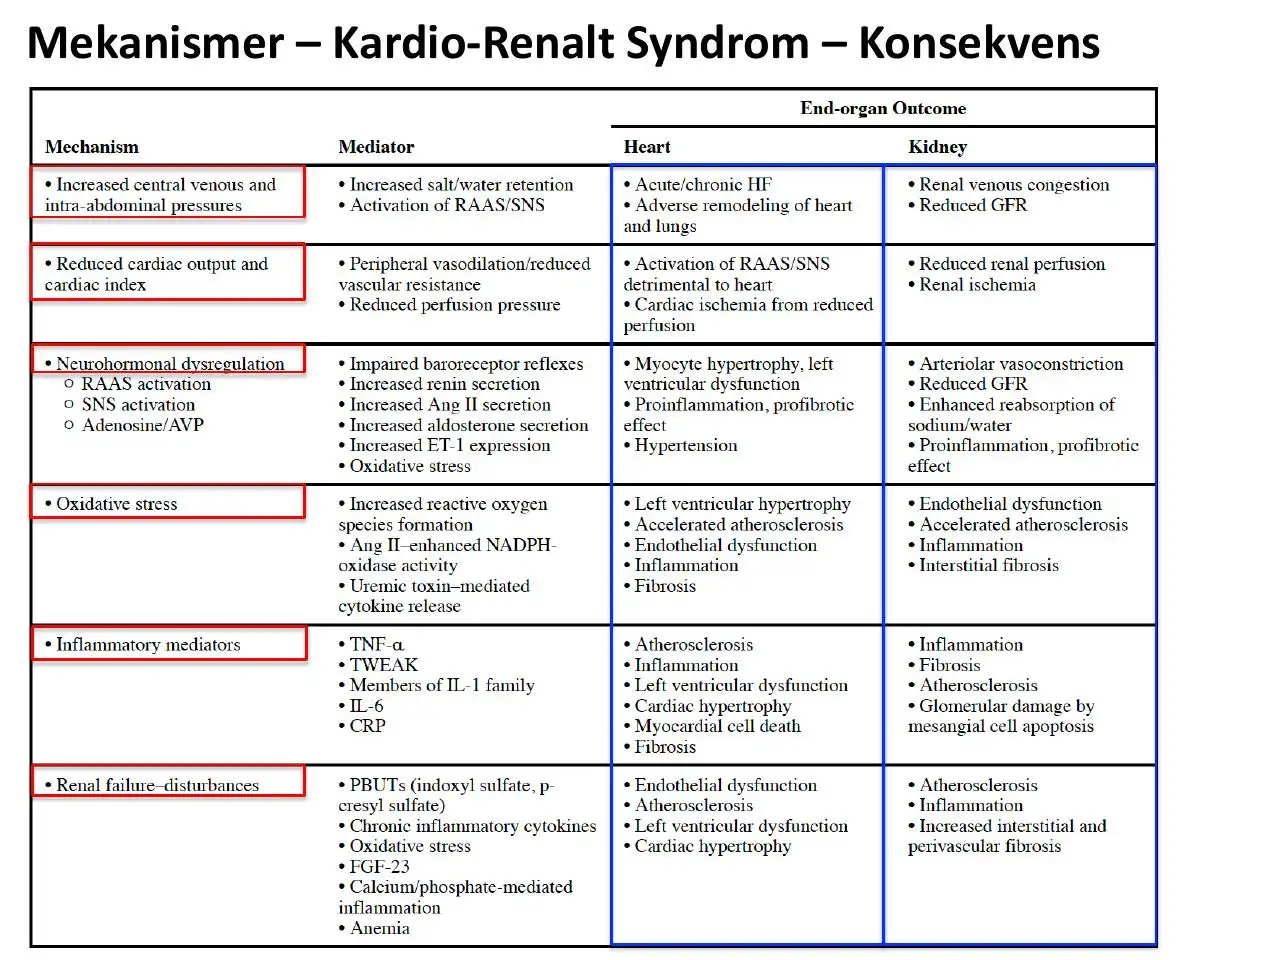 Mekanismer – Kardio-Renalt Syndrom – Konsekvens
End-organ Outcome
Mechanism
Mediator
Heart
Kidney
• Increased central venous and
intra-abdominal pressures
• Increased salt/water retention
• Activation of RAAS/SNS
• Acute/chronic HF
• Adverse remodeling of heart
and lungs
• Renal venous congestion
• Reduced GFR
• Reduced cardiac output and
cardiac index
• Peripheral vasodilation/reduced
vascular resistance
• Reduced perfusion pressure
• Activation of RAAS/SNS
detrimental to heart
• Cardiac ischemia from reduced
perfusion
• Reduced renal perfusion
• Renal ischemia
• Neurohormonal dysregulation
o RAAS activation
o SNS activation
o Adenosine/AVP
• Impaired baroreceptor reflexes
• Increased renin secretion
• Increased Ang II secretion
• Increased aldosterone secretion
• Increased ET-1 expression
• Oxidative stress
• Myocyte hypertrophy, left
ventricular dysfunction
• Proinflammation, profibrotic
effect
• Hypertension
• Arteriolar vasoconstriction
• Reduced GFR
• Enhanced reabsorption of
sodium/water
• Proinflammation, profibrotic
effect
• Oxidative stress
• Increased reactive oxygen
species formation
• Ang II–enhanced NADPH-
oxidase activity
• Uremic toxin–mediated
cytokine release
• Left ventricular hypertrophy
• Accelerated atherosclerosis
• Endothelial dysfunction
• Inflammation
• Fibrosis
• Endothelial dysfunction
• Accelerated atherosclerosis
• Inflammation
• Interstitial fibrosis
• Inflammatory mediators
• TNF-α
• TWEAK
• Members of IL-1 family
• IL-6
• CRP
• Atherosclerosis
• Inflammation
• Left ventricular dysfunction
• Cardiac hypertrophy
• Myocardial cell death
• Fibrosis
• Inflammation
• Fibrosis
• Atherosclerosis
• Glomerular damage by
mesangial cell apoptosis
• Renal failure–disturbances
• PBUTs (indoxyl sulfate, p-
cresyl sulfate)
• Chronic inflammatory cytokines
• Oxidative stress
• FGF-23
• Calcium/phosphate-mediated
inflammation
• Anemia
• Endothelial dysfunction
• Atherosclerosis
• Left ventricular dysfunction
• Cardiac hypertrophy
• Atherosclerosis
• Inflammation
• Increased interstitial and
perivascular fibrosis